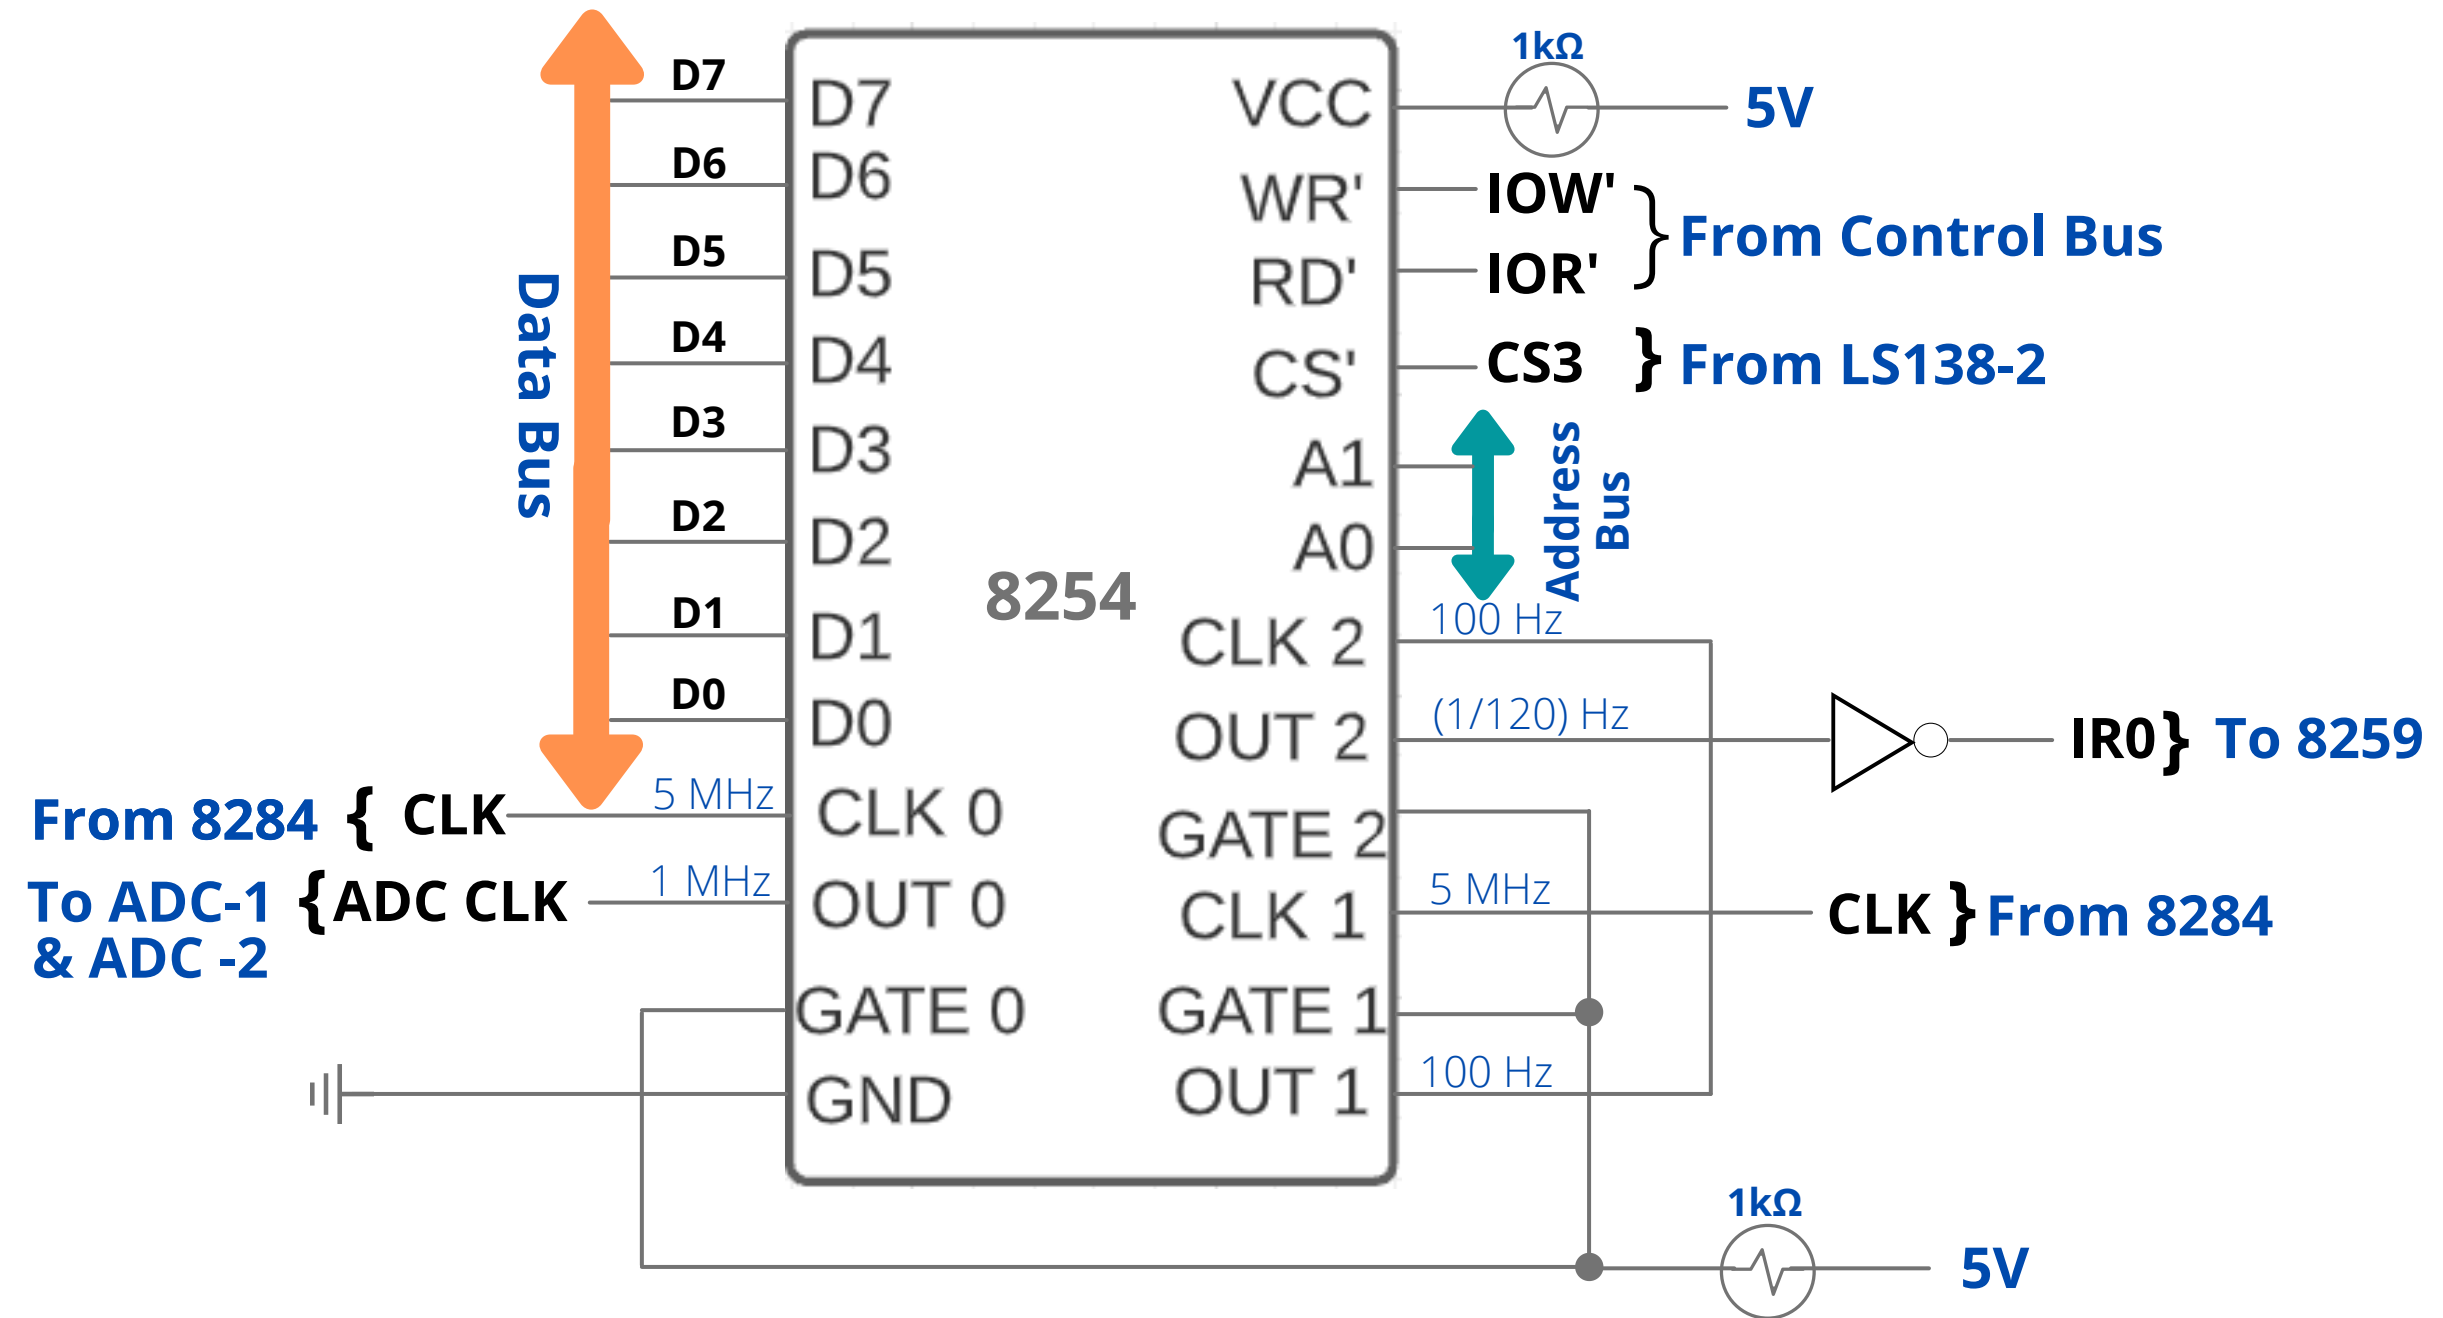 1kΩ
D7
D7
VCC
5V
D6
D6
WR'
IOW'
From Control Bus
D5
D5
RD'
IOR'
D4
D4
CS'
CS3
}
From LS138-2
Data Bus
D3
D3
A1
Address
Bus
D2
D2
A0
8254
D1
D1
CLK 2
100 Hz
D0
D0
OUT 2
(1/120) Hz
IR0} To 8259
From 8284 { CLK
5 MHz
CLK 0
GATE 2
To ADC-1 {ADC CLK
& ADC -2
1 MHz
OUT 0
CLK 1
5 MHz
CLK } From 8284
GATE 0
GATE 1
GND
OUT 1
100 Hz
1kΩ
5V